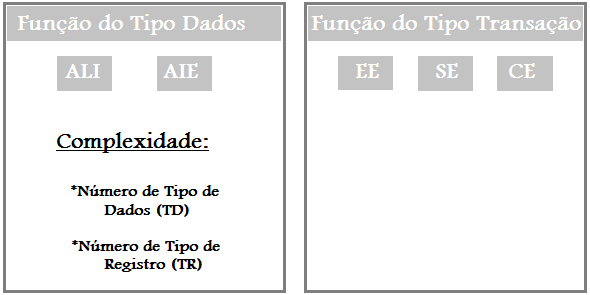 Função do Tipo Dados
ALI AIE
Complexidade:
*Número de Tipo de
Dados (TD)
*Número de Tipo de
Registro (TR)
Função do Tipo Transação
EE SE CE